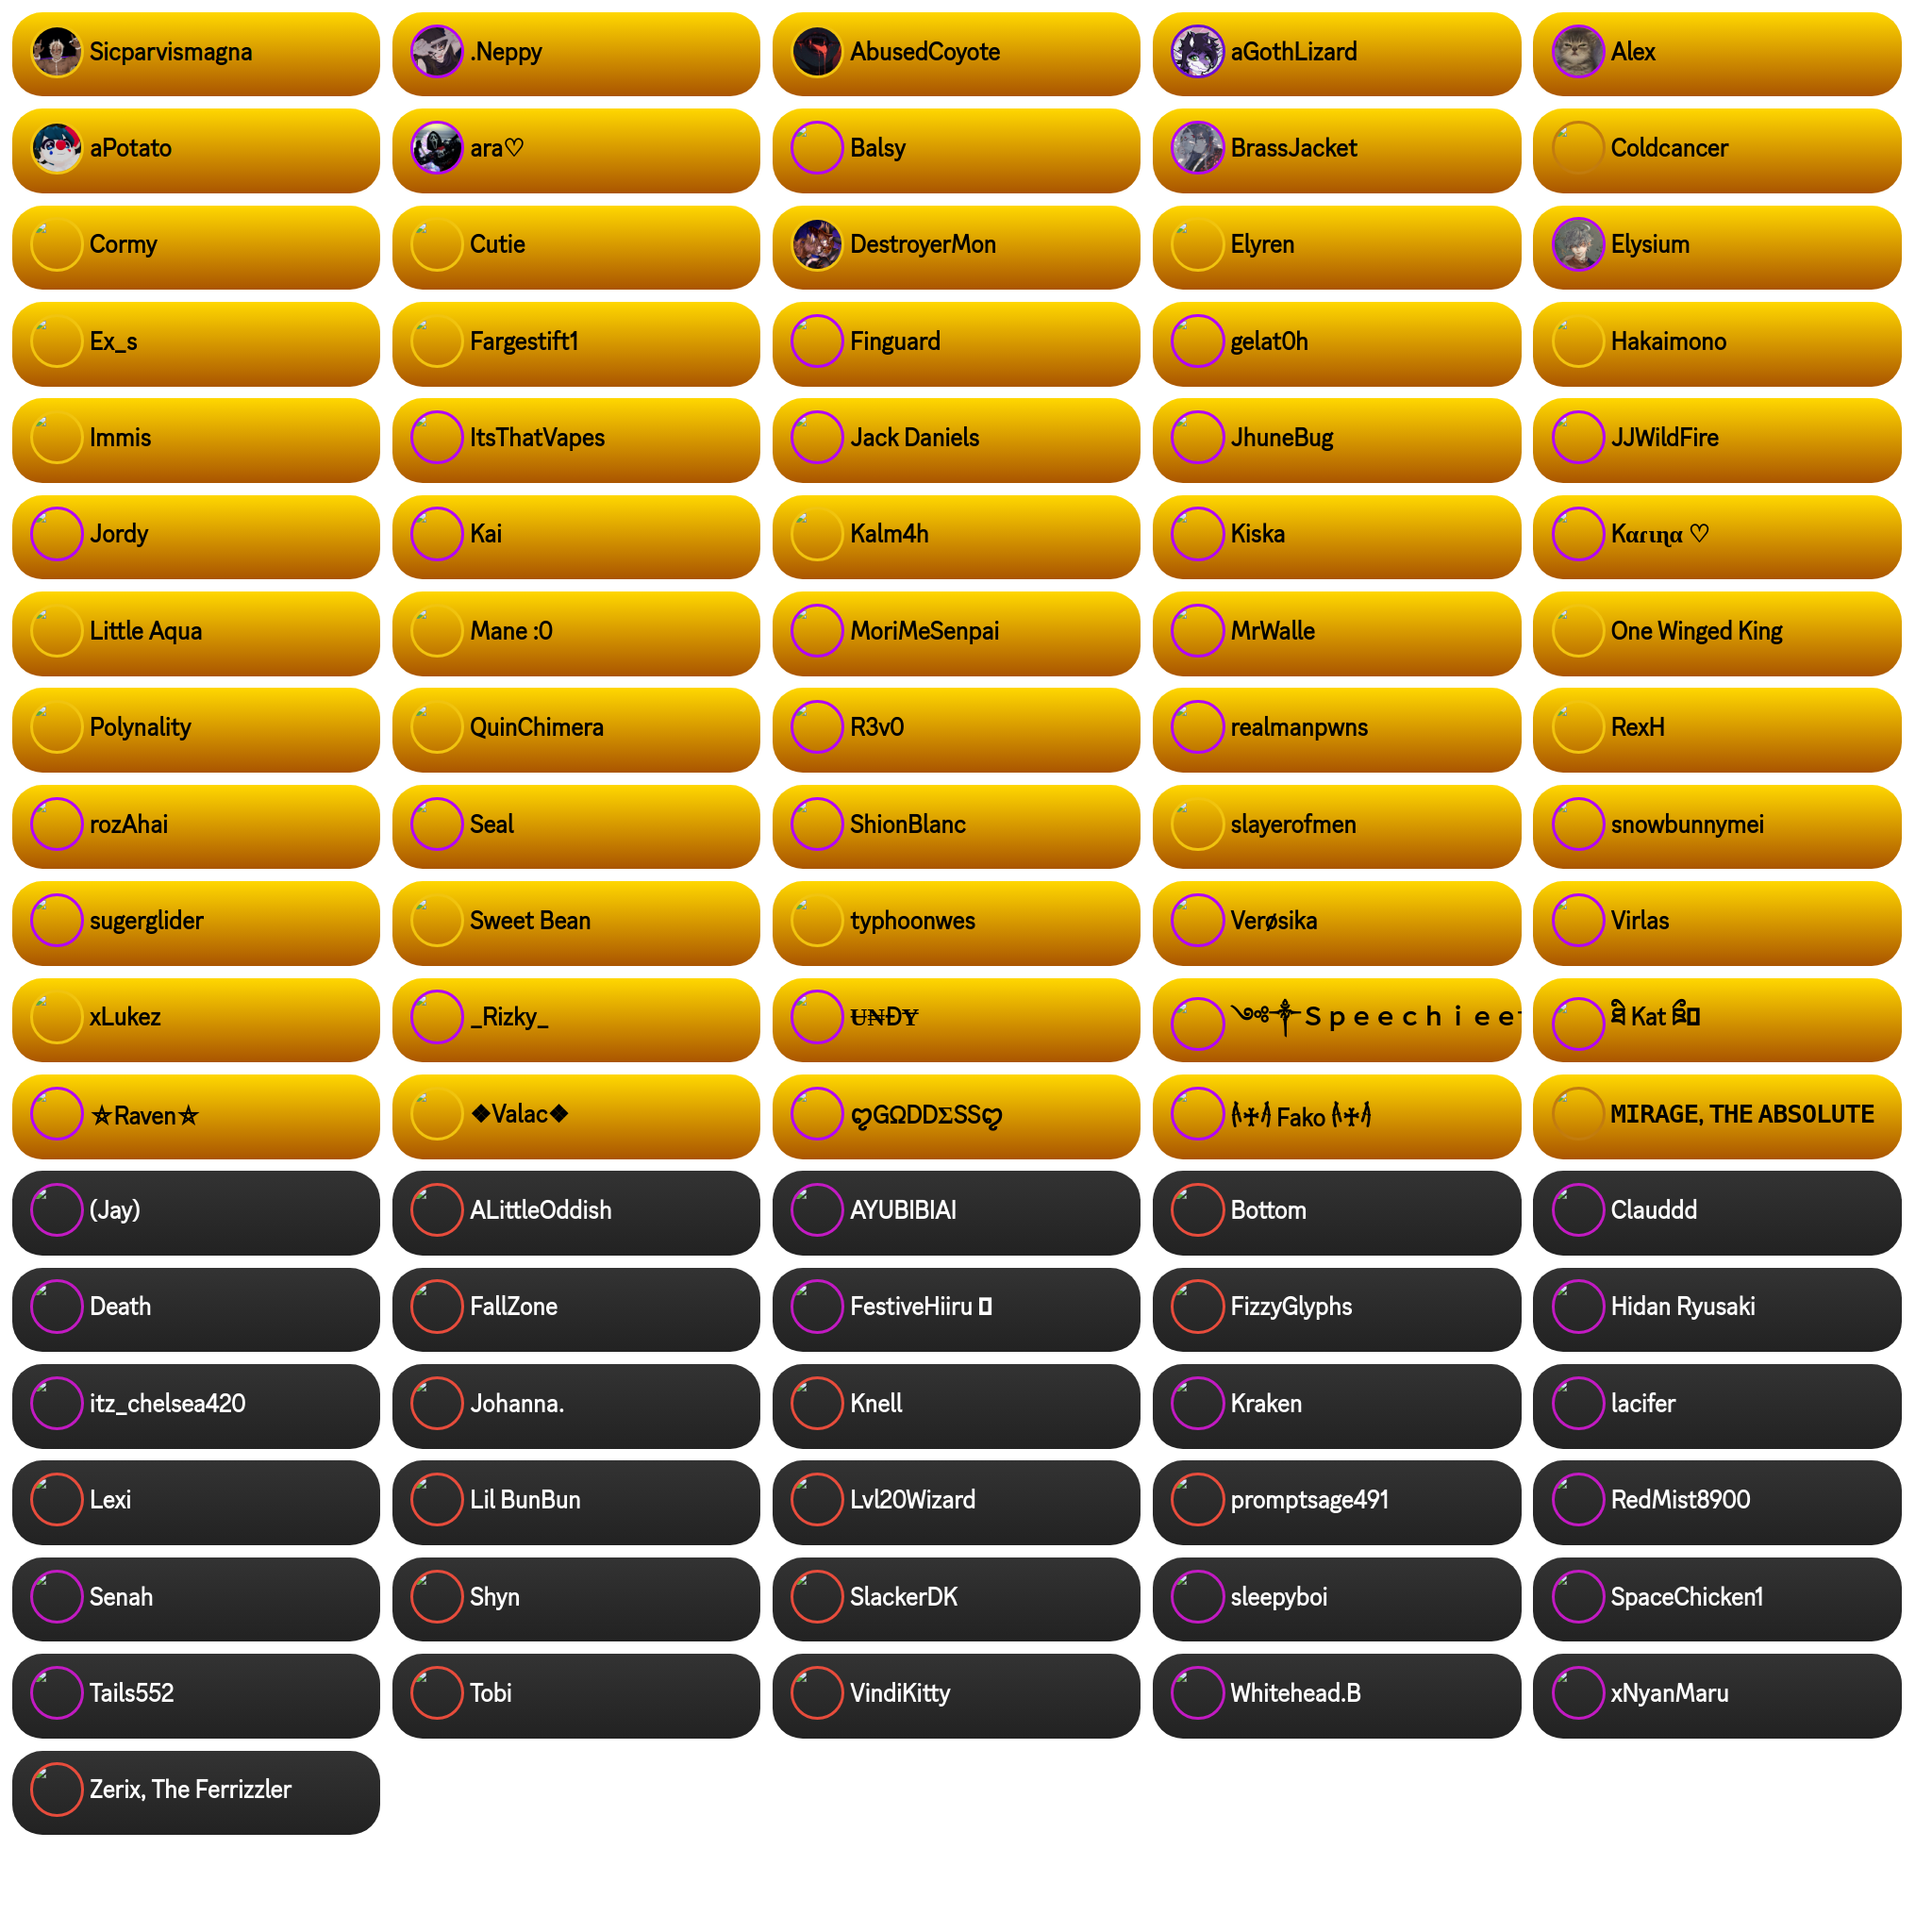 Sicparvismagna
.Neppy
AbusedCoyote
aGothLizard
Alex
aPotato
ara♡
Balsy
BrassJacket
Coldcancer
Cormy
Cutie
DestroyerMon
Elyren
Elysium
Ex_s
Fargestift1
Finguard
gelat0h
Hakaimono
Immis
ItsThatVapes
Jack Daniels
JhuneBug
JJWildFire
Jordy
Kai
Kalm4h
Kiska
Kαɾιɳα ♡
Little Aqua
Mane :0
MoriMeSenpai
MrWalle
One Winged King
Polynality
QuinChimera
R3v0
realmanpwns
RexH
rozAhai
Seal
ShionBlanc
slayerofmen
snowbunnymei
sugerglider
Sweet Bean
typhoonwes
Verøsika
Virlas
xLukez
_Rizky_
U̶₦ĐɎ
༺༒Ｓｐｅｅｃｈｉｅｅ
Kat
⛤Raven⛤
❖Valac❖
ღGΩDDΣSSღ
Fako
MIRAGE, THE ABSOLUTE
(Jay)
ALittleOddish
AYUBIBIAI
Bottom
Clauddd
Death
FallZone
FestiveHiiru
FizzyGlyphs
Hidan Ryusaki
itz_chelsea420
Johanna.
Knell
Kraken
lacifer
Lexi
Lil BunBun
Lvl20Wizard
promptsage491
RedMist8900
Senah
Shyn
SlackerDK
sleepyboi
SpaceChicken1
Tails552
Tobi
VindiKitty
Whitehead.B
xNyanMaru
Zerix, The Ferrizzler